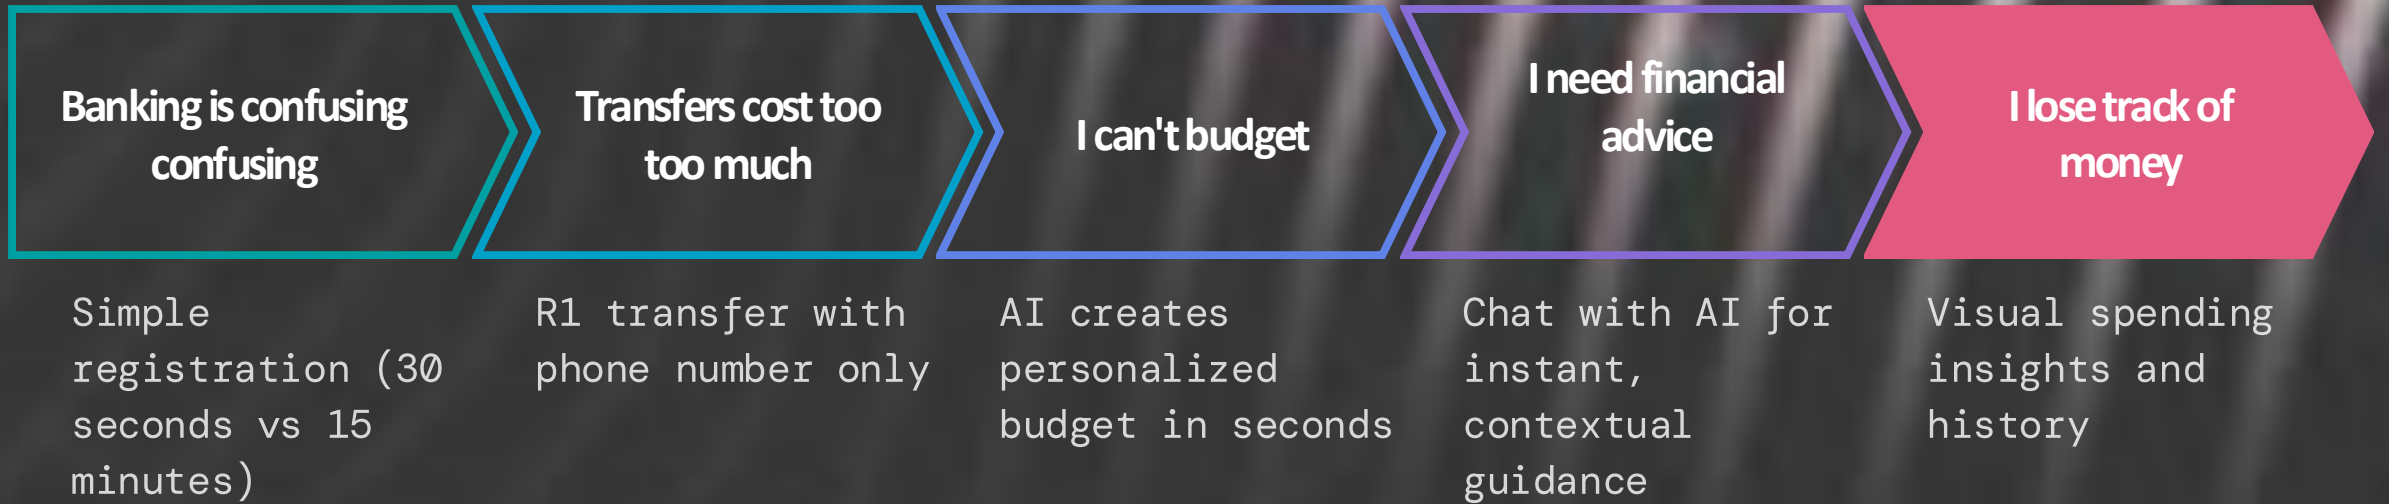 Banking is confusing
confusing
Simple
registration (30
seconds vs 15
minutes)
Transfers cost too
too much
R1 transfer with
phone number only
I can't budget
AI creates
personalized
budget in seconds
I need financial
advice
Chat with AI for
instant,
contextual
guidance
I lose track of
money
Visual spending
insights and
history